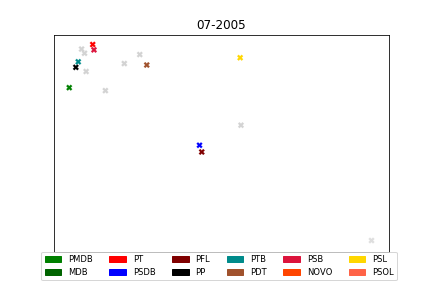 07-2005
PMDB PT PFL PTB PSB PSL
MDB PSDB PP PDT NOVO PSOL